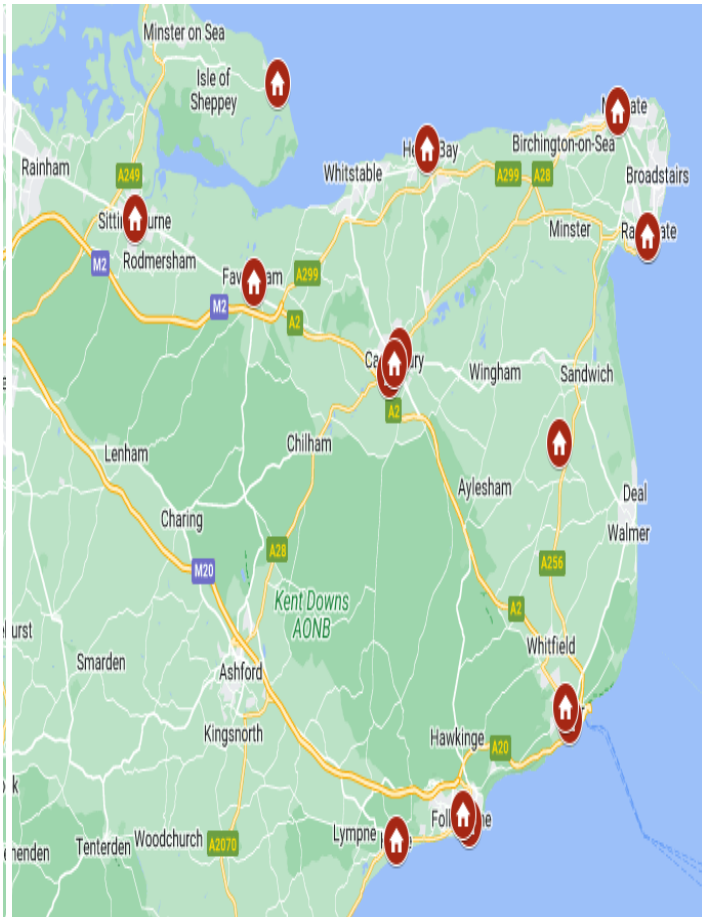 Minster on Sea
Isle of
Sheppey
Rainham
A249
Birchington-on-Sea
Whitstable
A299
A28
Broadstairs
Minster
Rodmersham
M2
A299
M2
A2
Wingham
Sandwich
A2
Chilham
Lenham
Aylesham
Deal
Walmer
Charing
A28
A256
M20
Kent Downs
AONB
A2
Whitfield
Smarden
Ashford
Kingsnorth
Hawkinge
A20
Lympne
Woodchurch
A2070
Tenterden